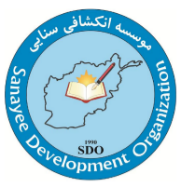 موسسه انکشافی سنایی
1990
SDO
Sanayee Development Organization